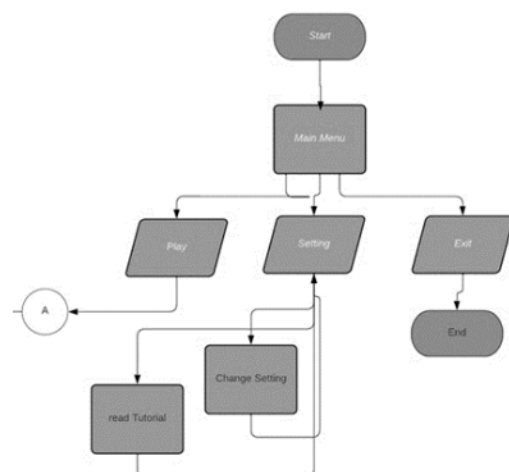 Start
Main Menu
Play
Setting
Exit
A
End
Change Setting
read Tutorial